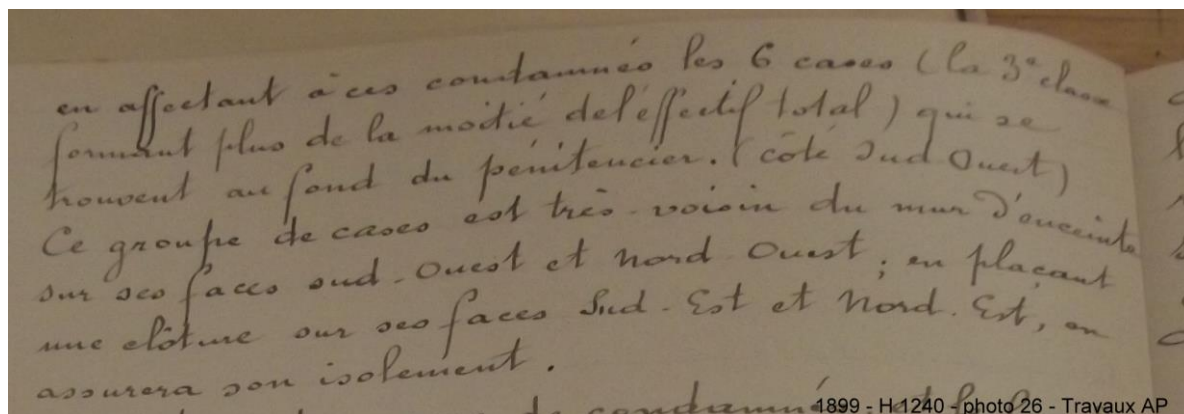 en affectant à ces condamnés les 6 cases (la 3e classe
formant plus de la moitié de l'effectif total) qui se
trouvent au fond du pénitencier. (côté Sud Ouest)
Ce groupe de cases est très-voisin du mur d'enceinte
sur ses faces sud-Ouest et Nord Ouest; en plaçant
une clôture sur ses faces Sud-Est et Nord-Est, on
assurera son isolement.
de condamnés
1899 - H 1240 - photo 26 - Travaux AP